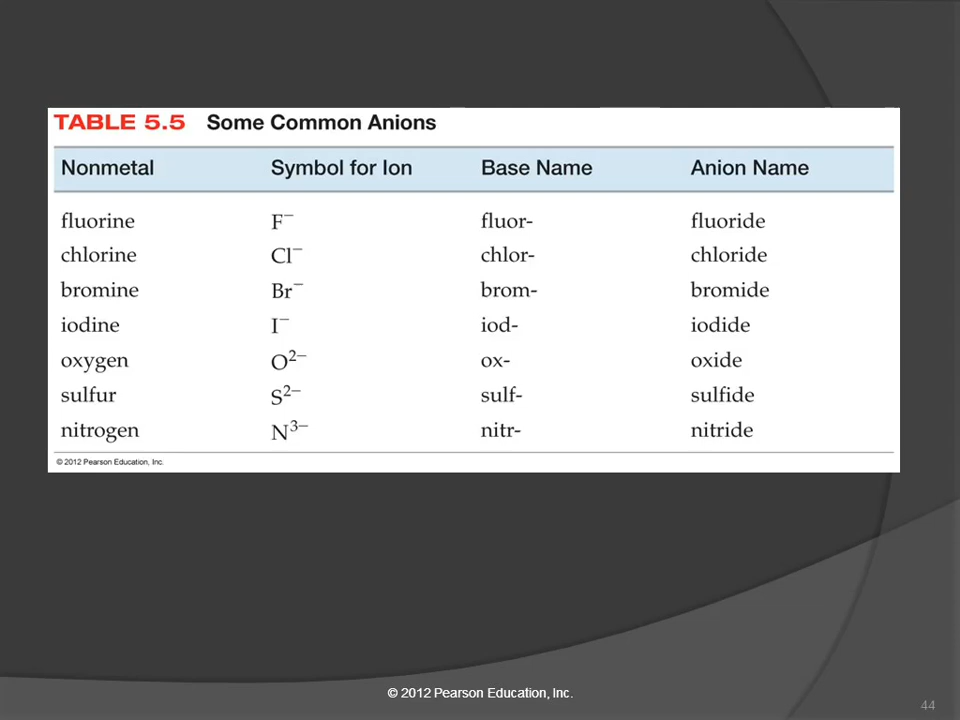 TABLE 5.5 Some Common Anions
Nonmetal Symbol for Ion Base Name Anion Name
fluorine F⁻ fluor- fluoride
chlorine Cl⁻ chlor- chloride
bromine Br⁻ brom- bromide
iodine I⁻ iod- iodide
oxygen O²⁻ ox- oxide
sulfur S²⁻ sulf- sulfide
nitrogen N³⁻ nitr- nitride
© 2012 Pearson Education, Inc.
© 2012 Pearson Education, Inc.
44